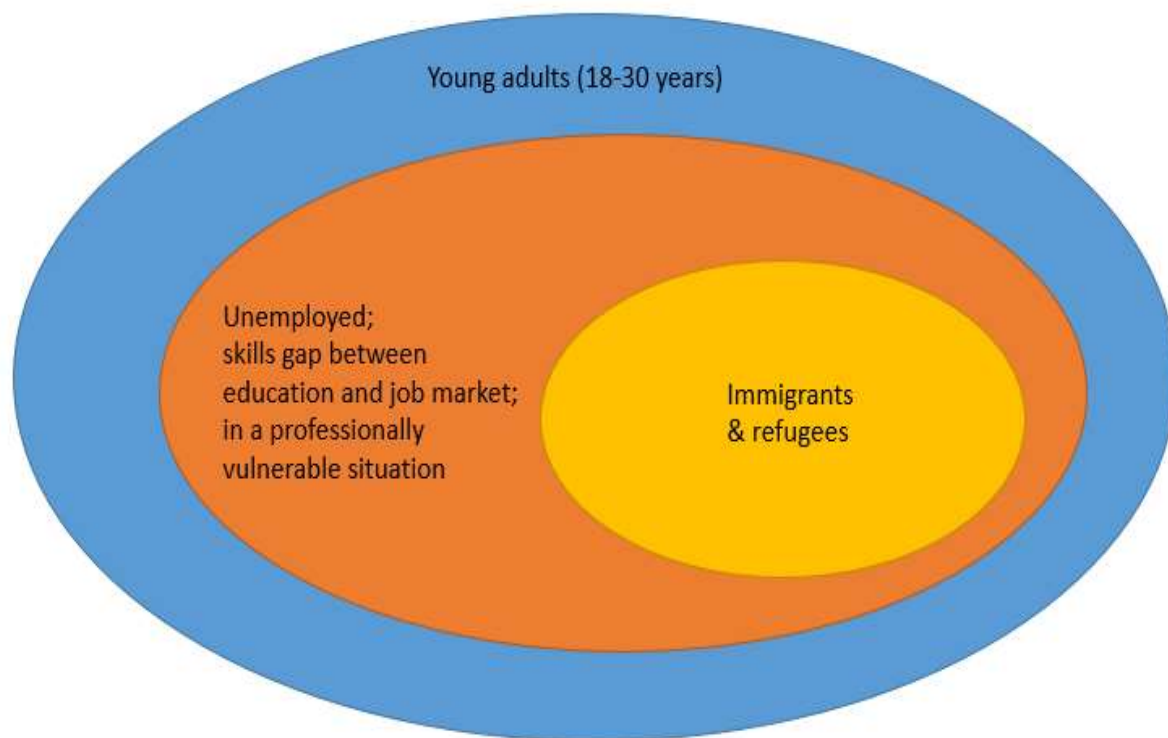 Young adults (18-30 years)
Unemployed;
skills gap between
education and job market;
in a professionally
vulnerable situation
Immigrants
& refugees